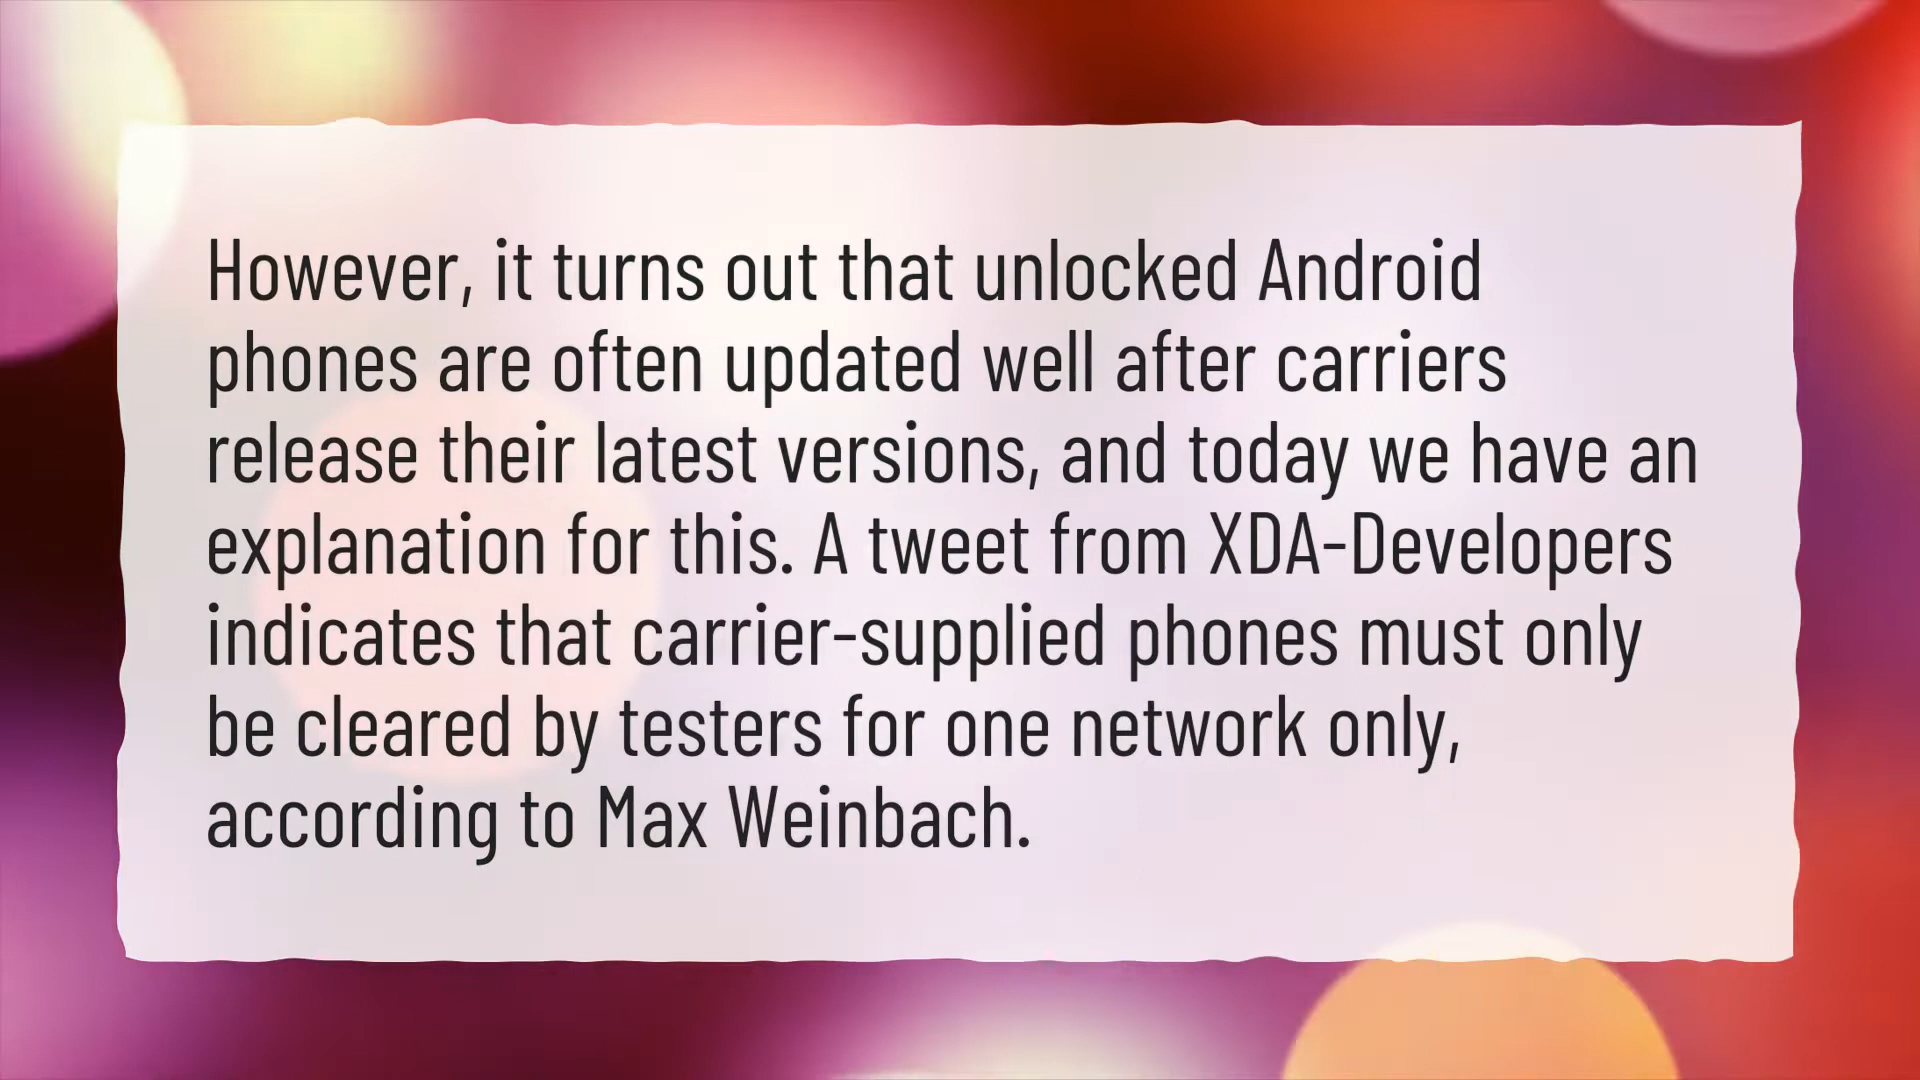 However, it turns out that unlocked Android
phones are often updated well after carriers
release their latest versions, and today we have an
explanation for this. A tweet from XDA-Developers
indicates that carrier-supplied phones must only
be cleared by testers for one network only,
according to Max Weinbach.